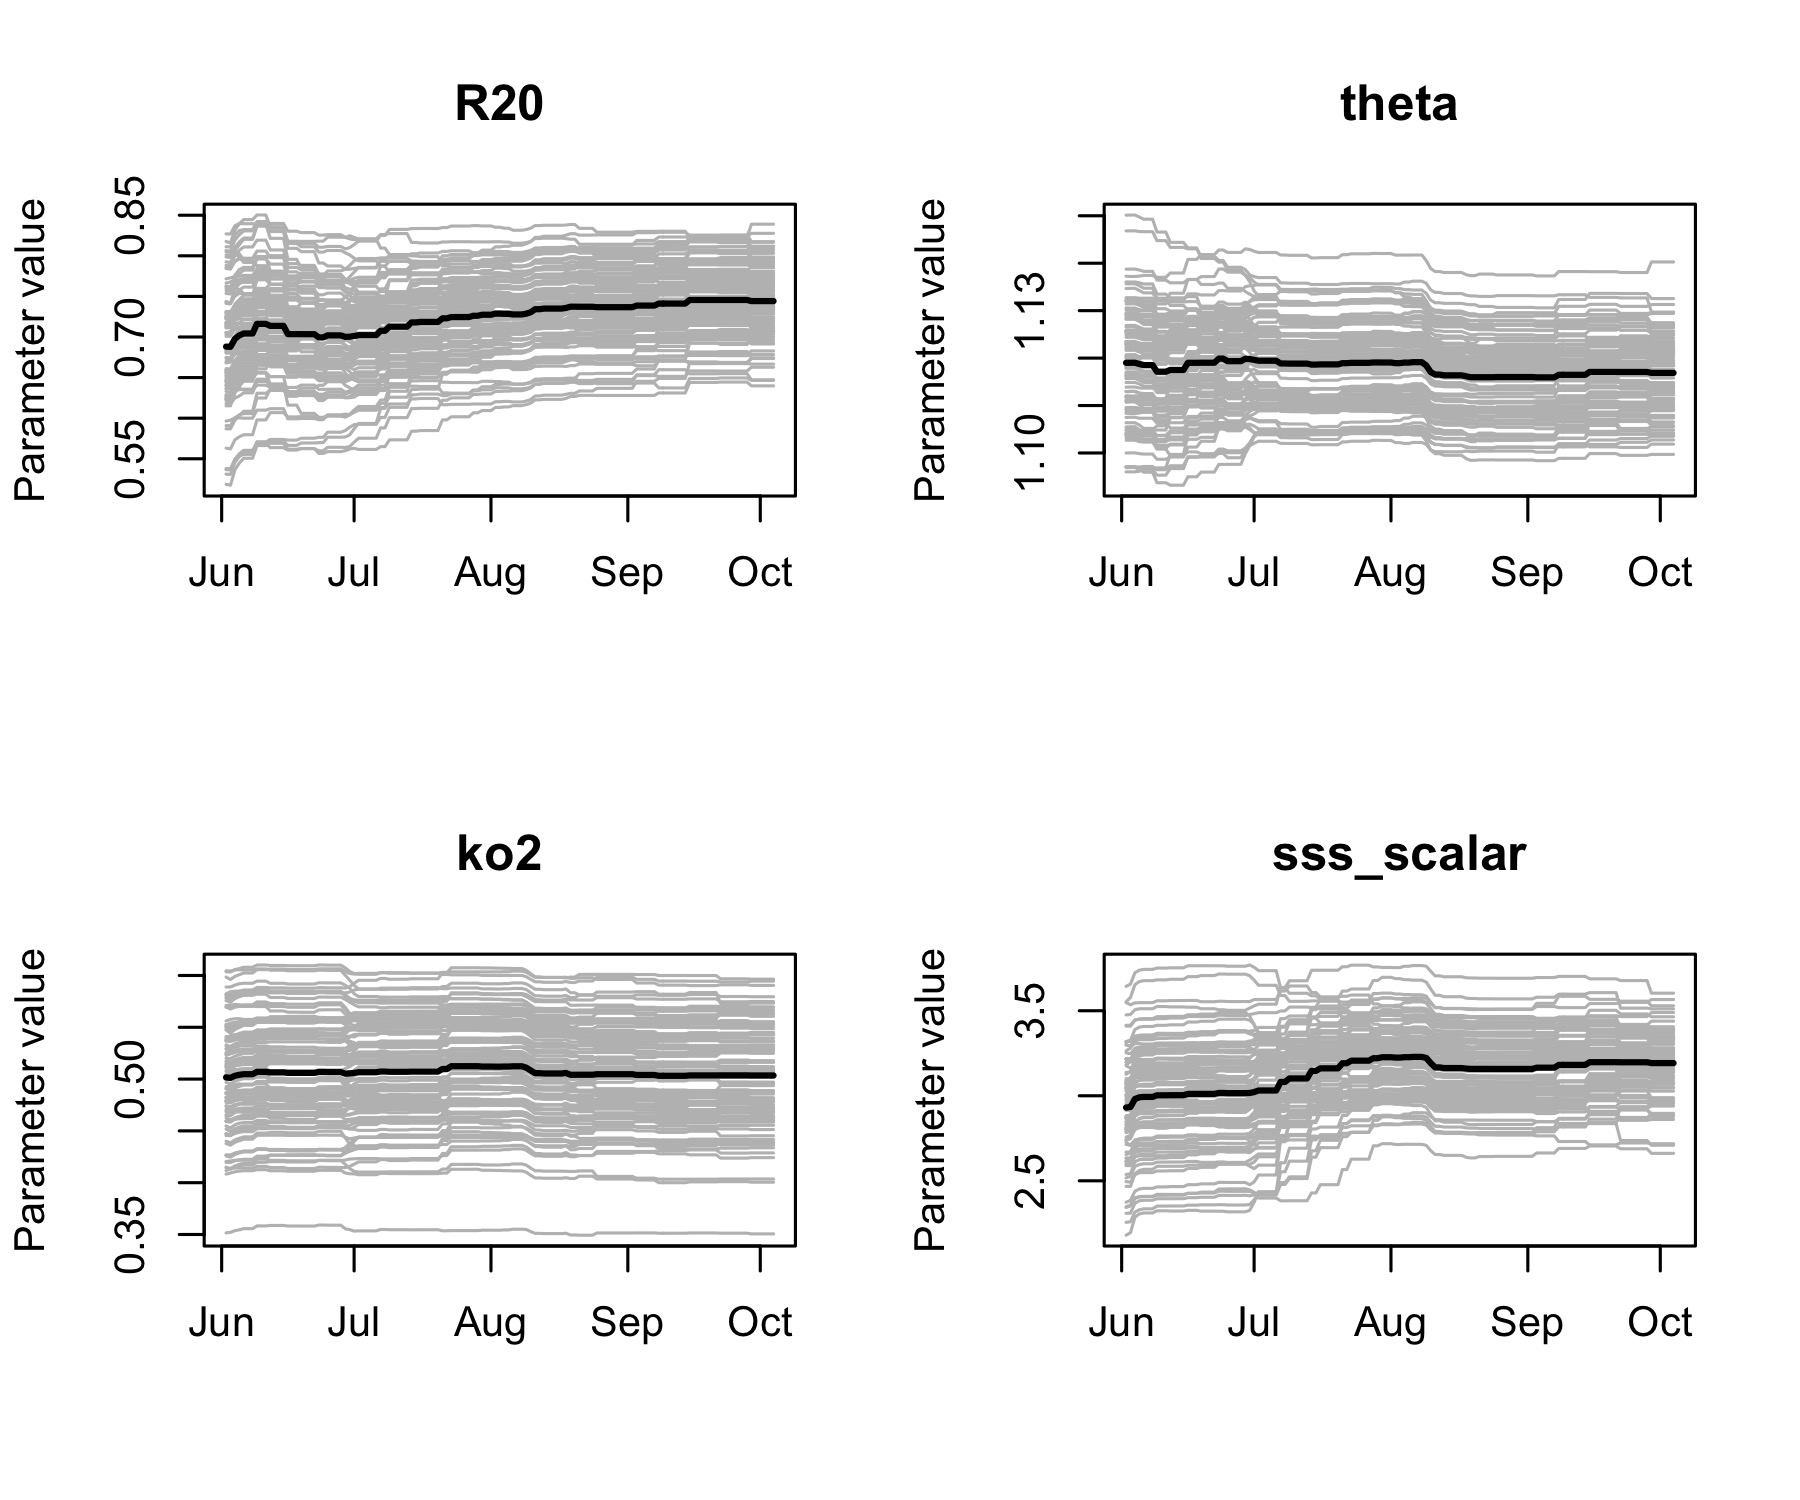 R20
Parameter value
0.85
0.70
0.55
Jun Jul Aug Sep Oct
theta
Parameter value
1.13
1.10
Jun Jul Aug Sep Oct
ko2
Parameter value
0.50
0.35
Jun Jul Aug Sep Oct
sss_scalar
Parameter value
3.5
2.5
Jun Jul Aug Sep Oct